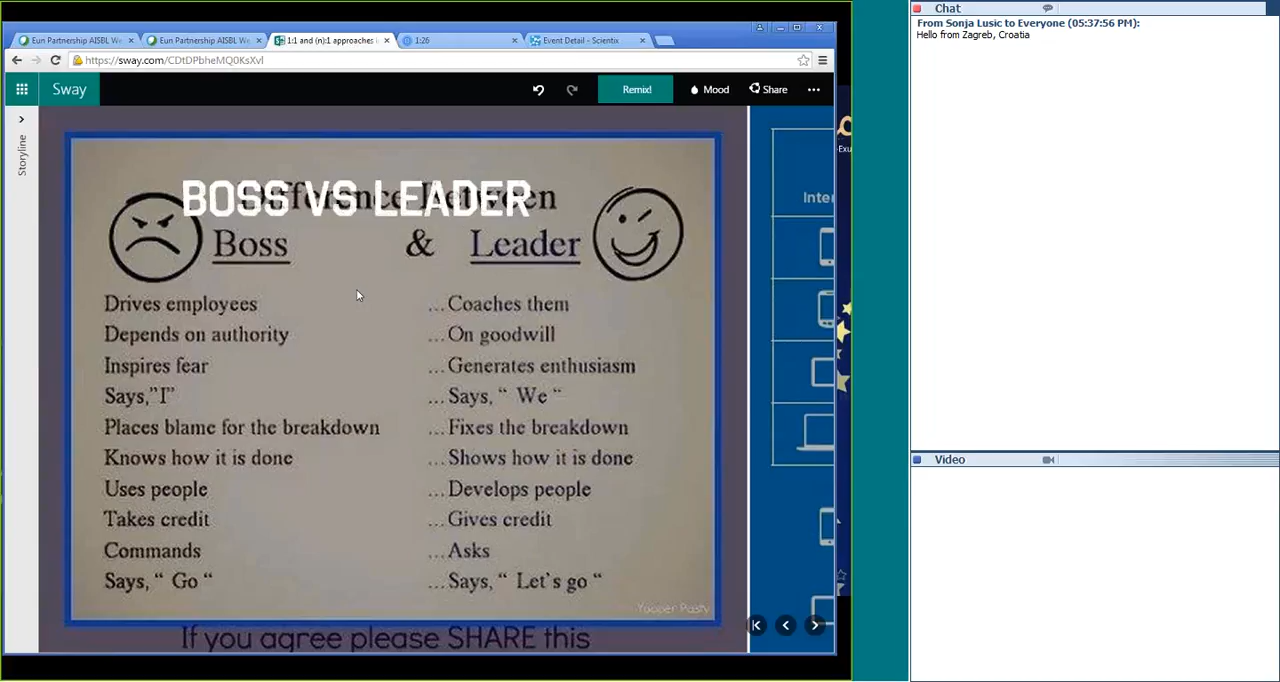 Eun Partnership AISBL We
Eun Partnership AISBL We
1:1 and (n):1 approaches i
1:26
Event Detail - Scientix
https://sway.com/CDtDPbheMQ0KsXvl
Sway
Remix!
Mood
Share
Storyline
Difference Between
BOSS VS LEADER
Boss & Leader
Drives employees ...Coaches them
Depends on authority ...On goodwill
Inspires fear ...Generates enthusiasm
Says,"I" ...Says, " We "
Places blame for the breakdown ...Fixes the breakdown
Knows how it is done ...Shows how it is done
Uses people ...Develops people
Takes credit ...Gives credit
Commands ...Asks
Says, " Go " ...Says, " Let's go "
Yooper Pasty
If you agree please SHARE this
Inter
Chat
From Sonja Lusic to Everyone (05:37:56 PM):
Hello from Zagreb, Croatia
Video